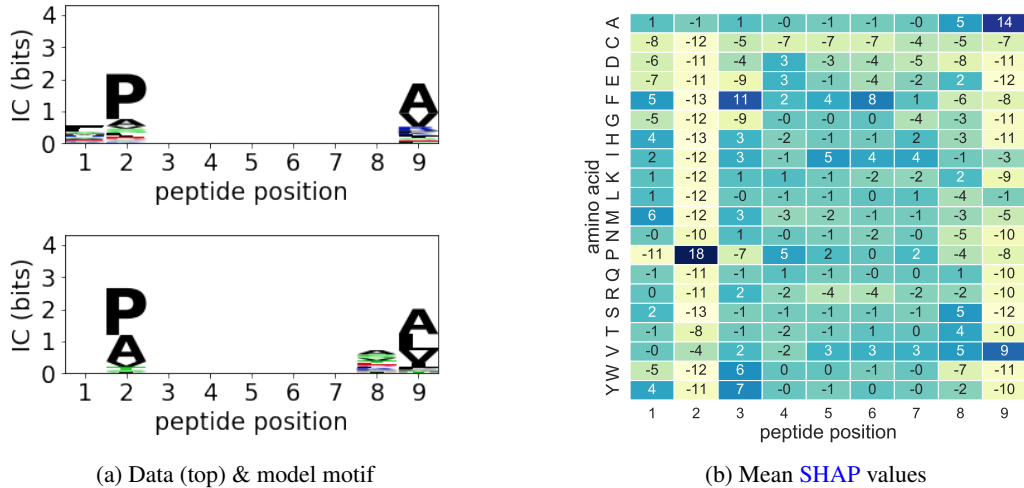 4
3
2
1
0
IC (bits)
P
A
1 2 3 4 5 6 7 8 9
peptide position
4
3
2
1
0
IC (bits)
P
A
A
L
V
1 2 3 4 5 6 7 8 9
peptide position
(a) Data (top) & model motif
amino acid
A 1 -1 1 -0 -1 -1 -0 5 14
C -8 -12 -5 -7 -7 -7 -4 -5 -7
D -6 -11 -4 3 -3 -4 -5 -8 -11
E -7 -11 -9 3 -1 -4 -2 2 -12
F 5 -13 11 2 4 8 1 -6 -8
G -5 -12 -9 -0 -0 0 -4 -3 -11
H 4 -13 3 -2 -1 -1 2 -3 -11
I 2 -12 3 -1 5 4 4 -1 -3
K 1 -12 1 1 -1 -2 -2 2 -9
L 1 -12 -0 -1 -1 0 1 -4 -1
M 6 -12 3 -3 -2 -1 -1 -3 -5
N -0 -10 1 -0 -1 -2 -0 -5 -10
P -11 18 -7 5 2 0 2 -4 -8
Q -1 -11 -1 1 -1 -0 0 1 -10
R 0 -11 2 -2 -4 -4 -2 -2 -10
S 2 -13 -1 -1 -1 -1 -1 5 -12
T -1 -8 -1 -2 -1 1 0 4 -10
V -0 -4 2 -2 3 3 3 5 9
W -5 -12 6 0 0 -1 -0 -7 -11
Y 4 -11 7 -0 -1 0 -0 -2 -10
1 2 3 4 5 6 7 8 9
peptide position
(b) Mean SHAP values